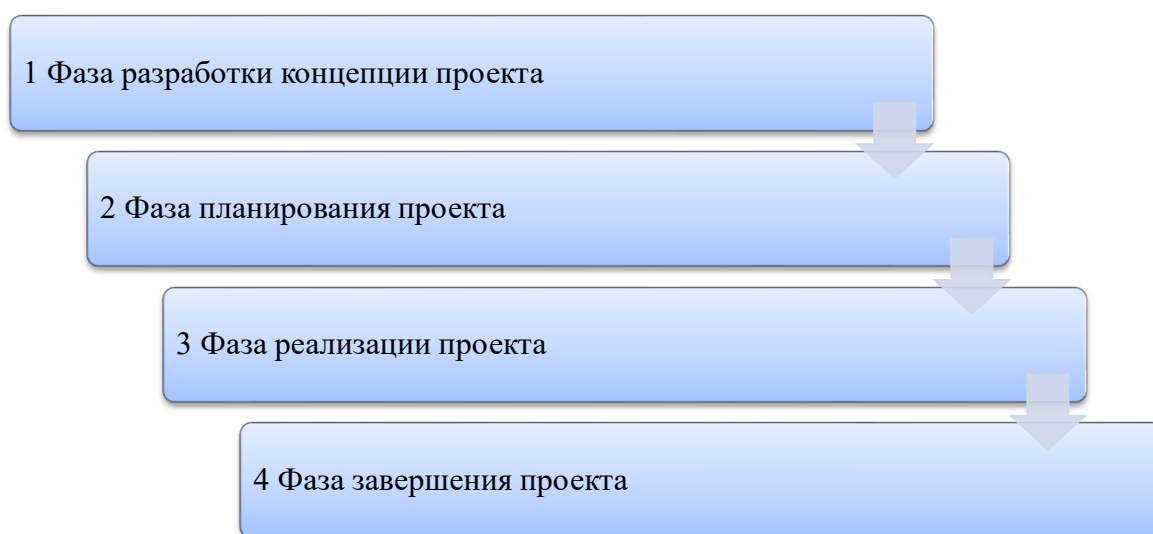 1 Фаза разработки концепции проекта
2 Фаза планирования проекта
3 Фаза реализации проекта
4 Фаза завершения проекта